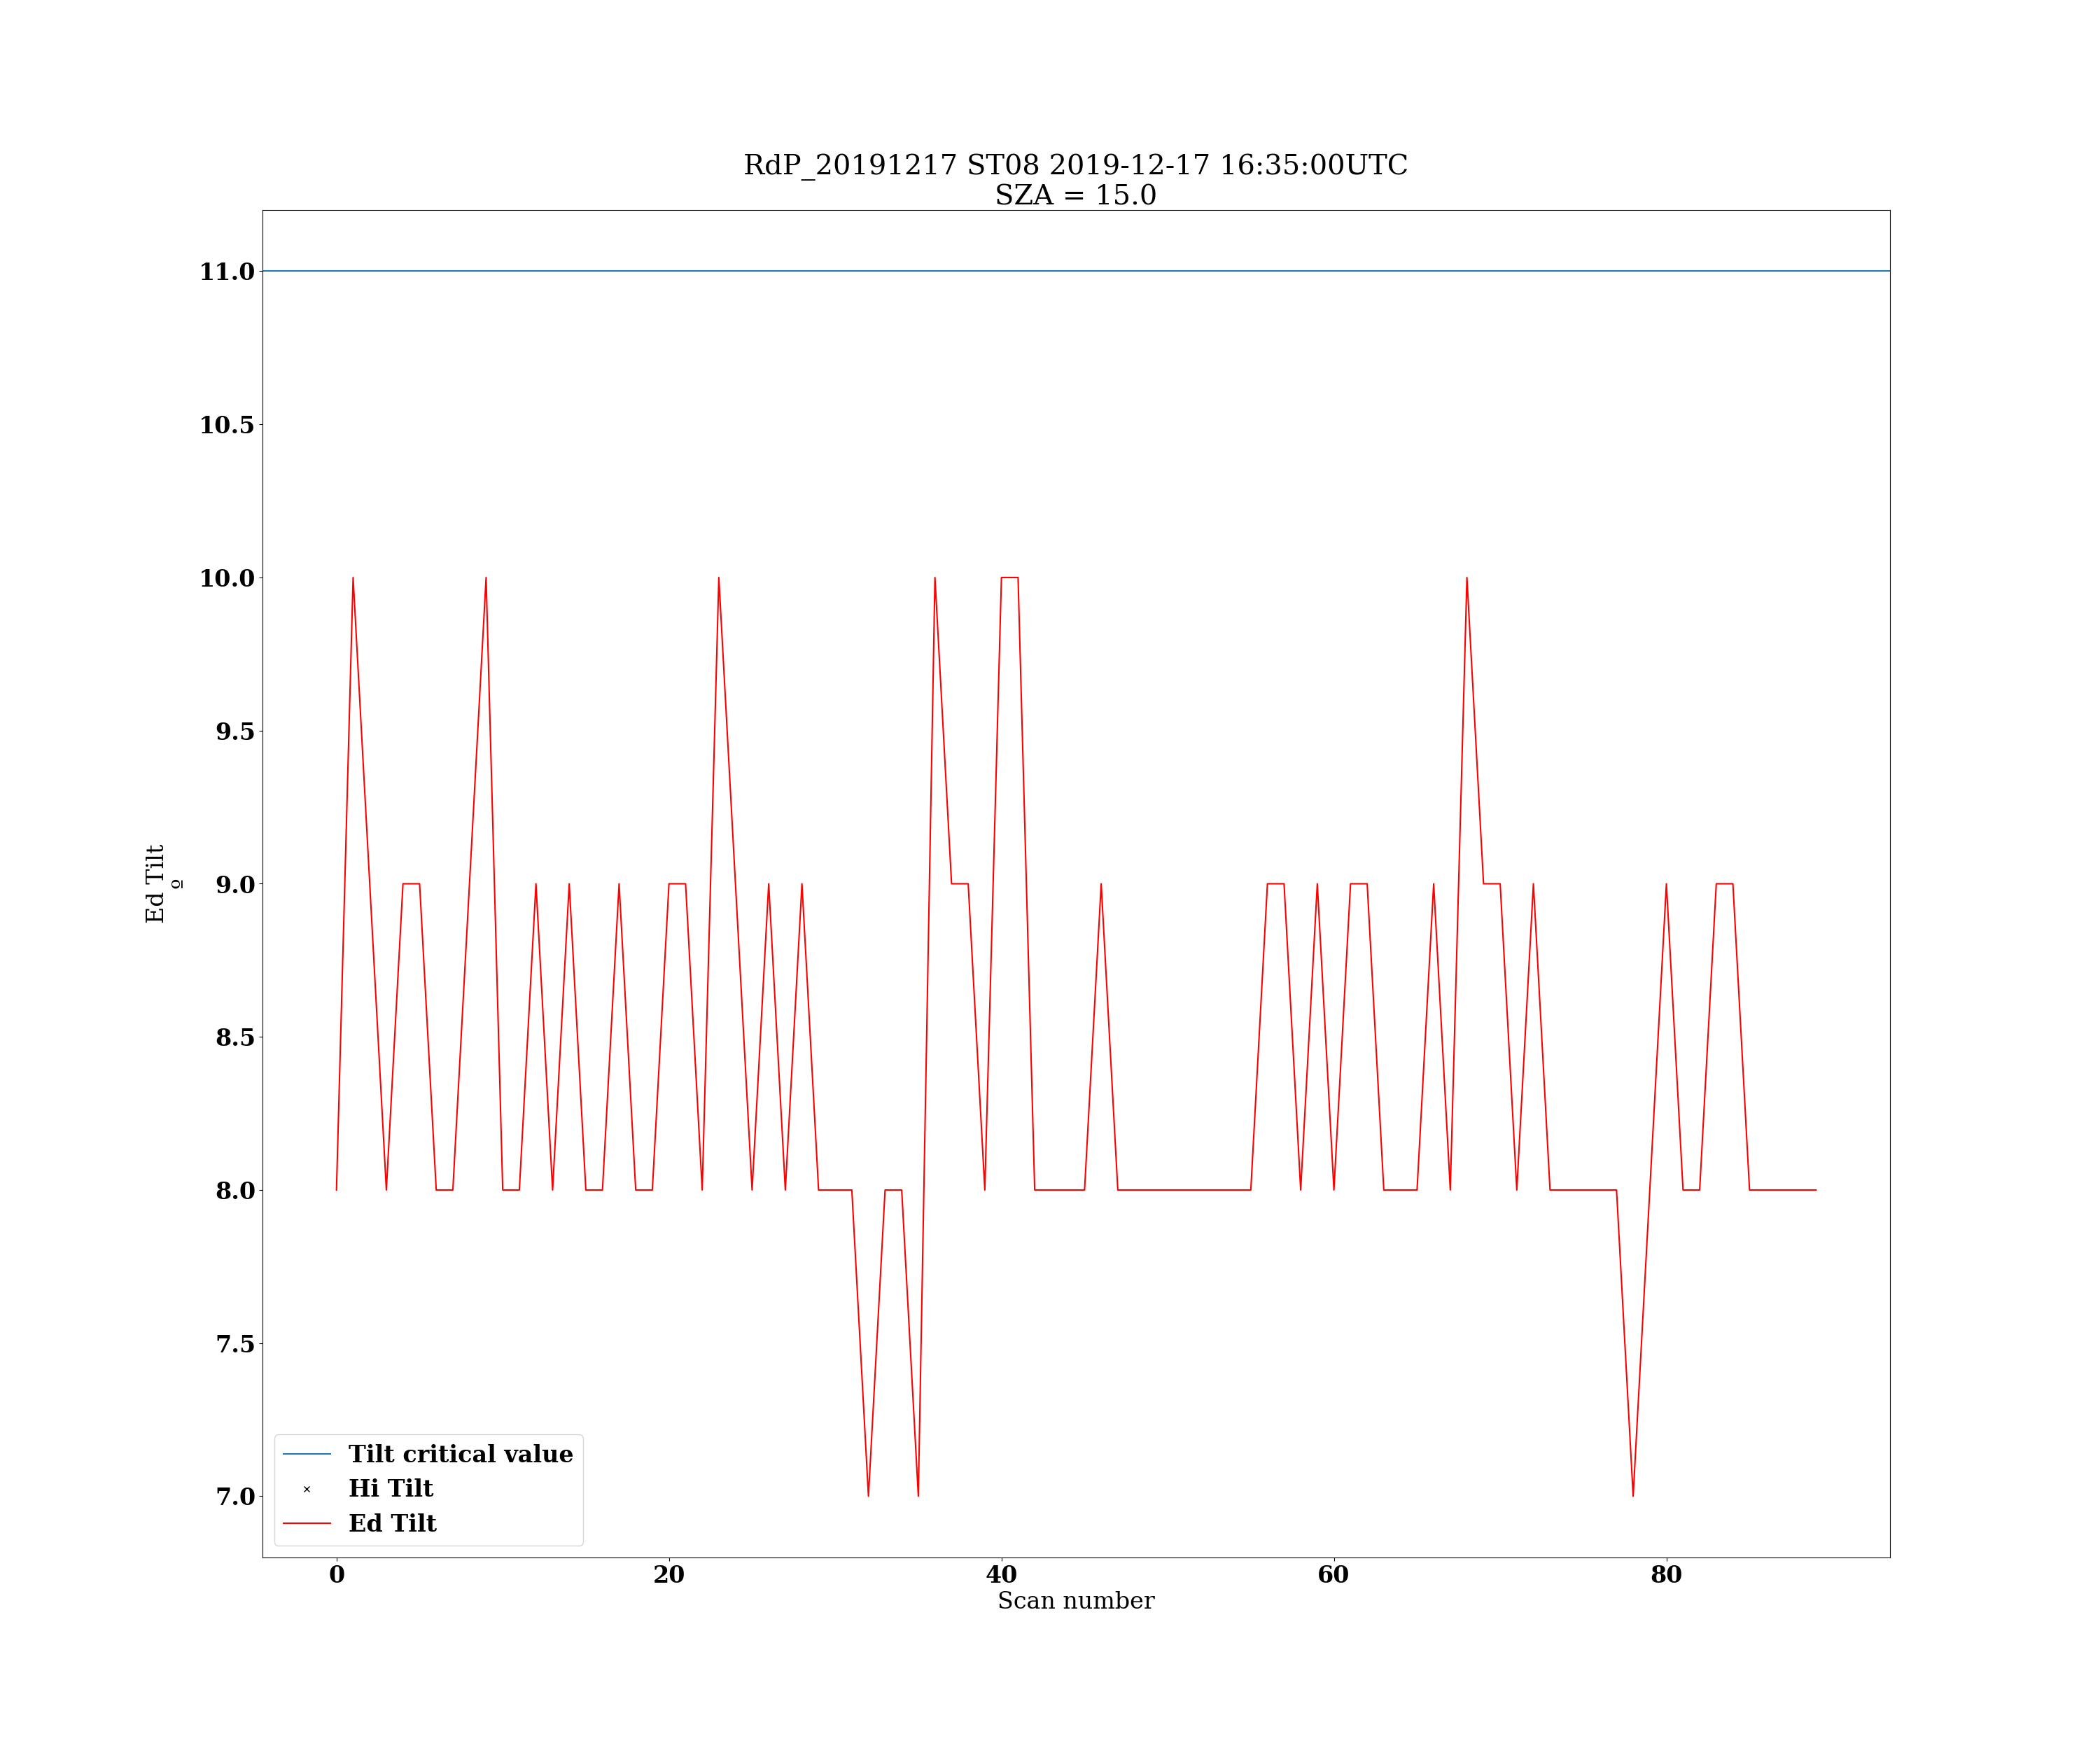 RdP_20191217 ST08 2019-12-17 16:35:00UTC
SZA = 15.0
11.0
10.5
10.0
9.5
9.0
8.5
8.0
7.5
7.0
Ed Tilt
º
Tilt critical value
Hi Tilt
Ed Tilt
0 20 40 60 80
Scan number